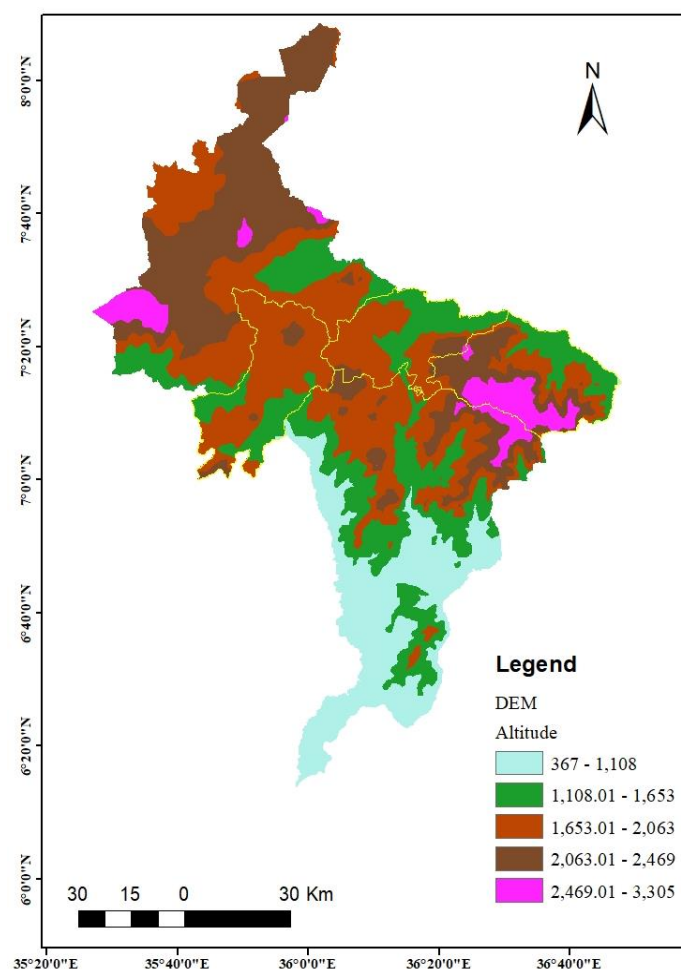 N
8°0'0"N
7°40'0"N
7°20'0"N
7°0'0"N
6°40'0"N
6°20'0"N
6°0'0"N
Legend
DEM
Altitude
367 - 1,108
1,108.01 - 1,653
1,653.01 - 2,063
2,063.01 - 2,469
2,469.01 - 3,305
30 15 0 30 Km
35°20'0"E 35°40'0"E 36°0'0"E 36°20'0"E 36°40'0"E